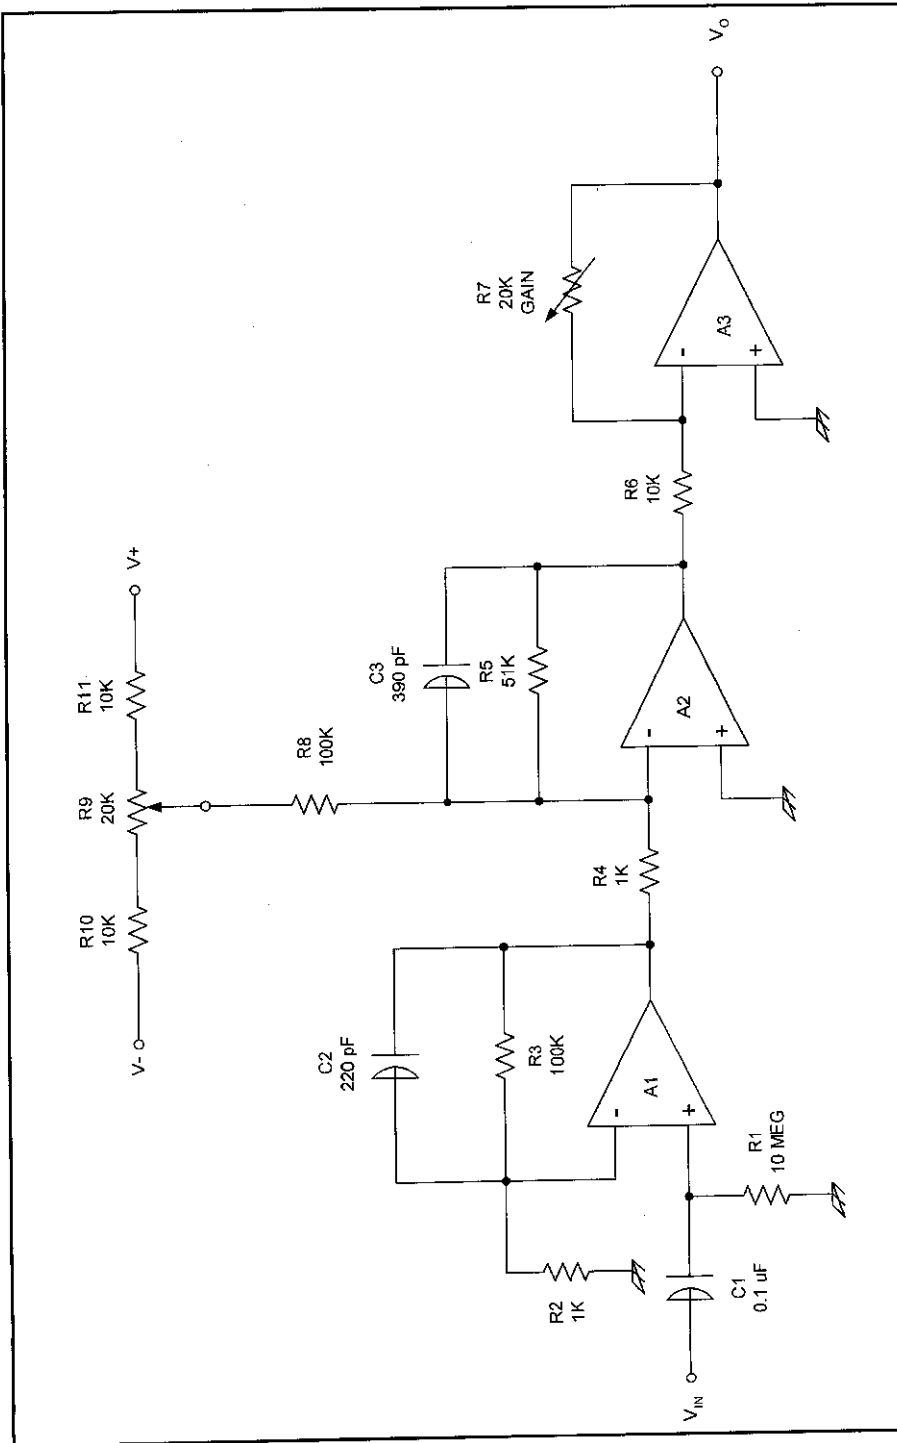 V- 
R10
10K
R9
20K
R11
10K
V+
R8
100K
C3
390 pF
R5
51K
R7
20K
GAIN
C2
220 pF
R3
100K
R4
1K
R6
10K
-
+
A1
-
+
A2
-
+
A3
VO
R2
1K
R1
10 MEG
C1
0.1 uF
VIN